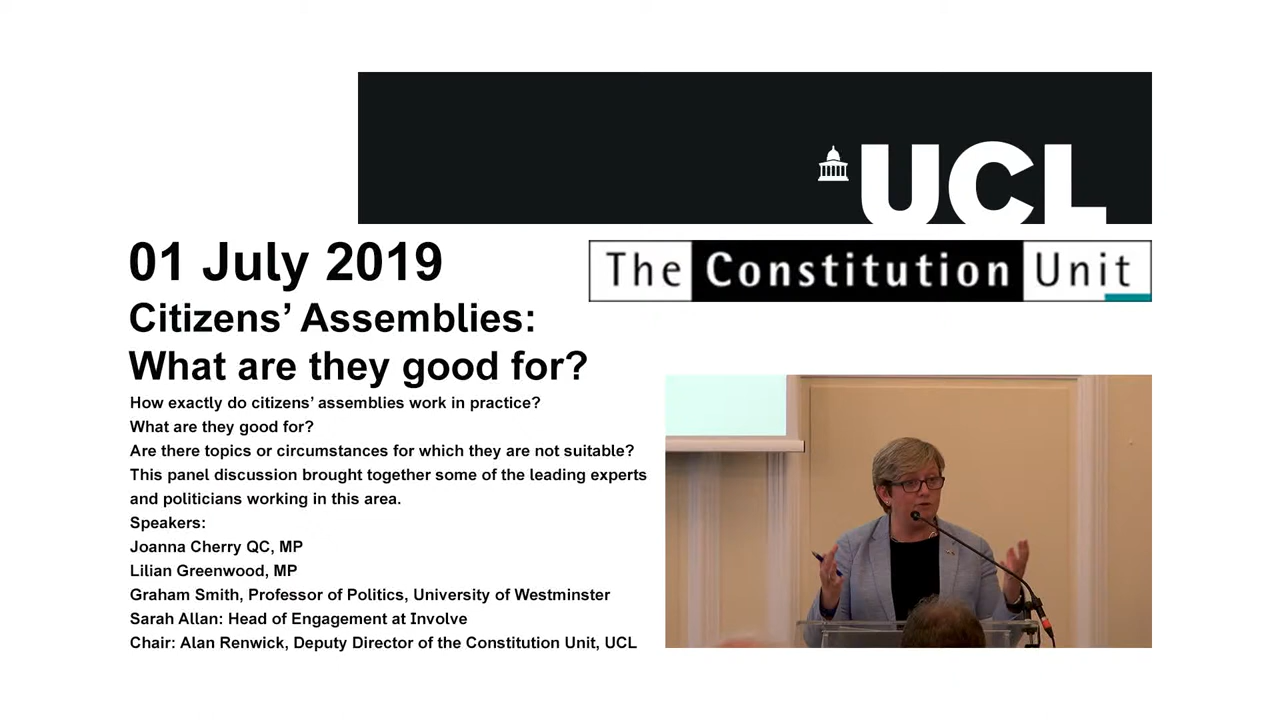 UCL
The Constitution Unit
01 July 2019
Citizens’ Assemblies:
What are they good for?
How exactly do citizens’ assemblies work in practice?
What are they good for?
Are there topics or circumstances for which they are not suitable?
This panel discussion brought together some of the leading experts
and politicians working in this area.
Speakers:
Joanna Cherry QC, MP
Lilian Greenwood, MP
Graham Smith, Professor of Politics, University of Westminster
Sarah Allan: Head of Engagement at Involve
Chair: Alan Renwick, Deputy Director of the Constitution Unit, UCL